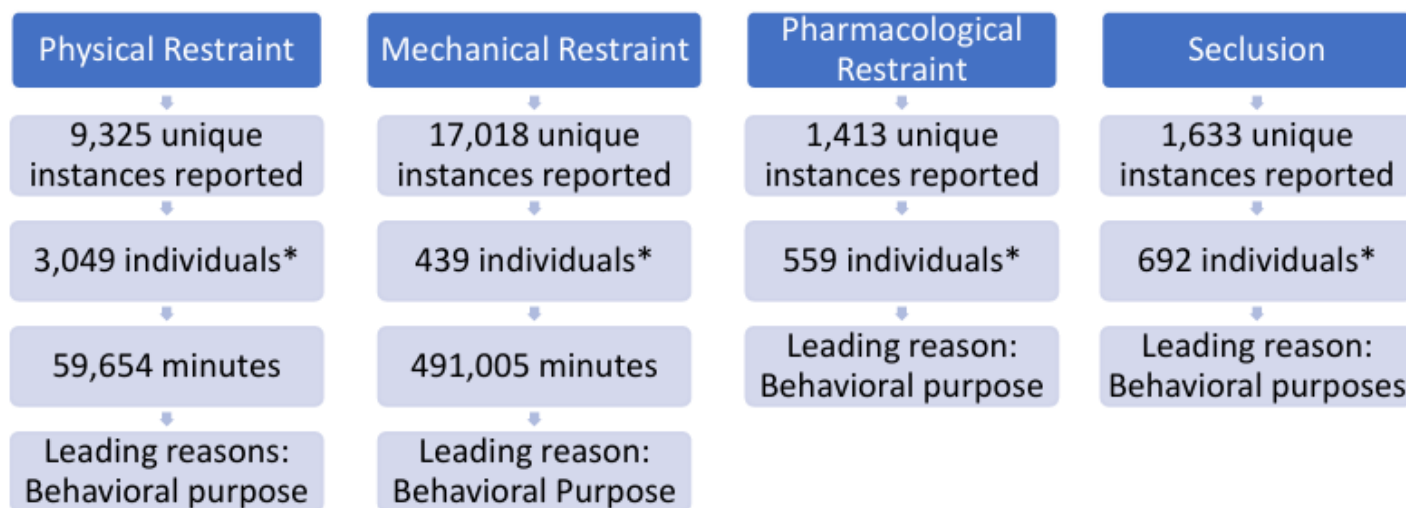 Physical Restraint
9,325 unique
instances reported
3,049 individuals*
59,654 minutes
Leading reasons:
Behavioral purpose
Mechanical Restraint
17,018 unique
instances reported
439 individuals*
491,005 minutes
Leading reason:
Behavioral Purpose
Pharmacological
Restraint
1,413 unique
instances reported
559 individuals*
Leading reason:
Behavioral purpose
Seclusion
1,633 unique
instances reported
692 individuals*
Leading reason:
Behavioral purposes